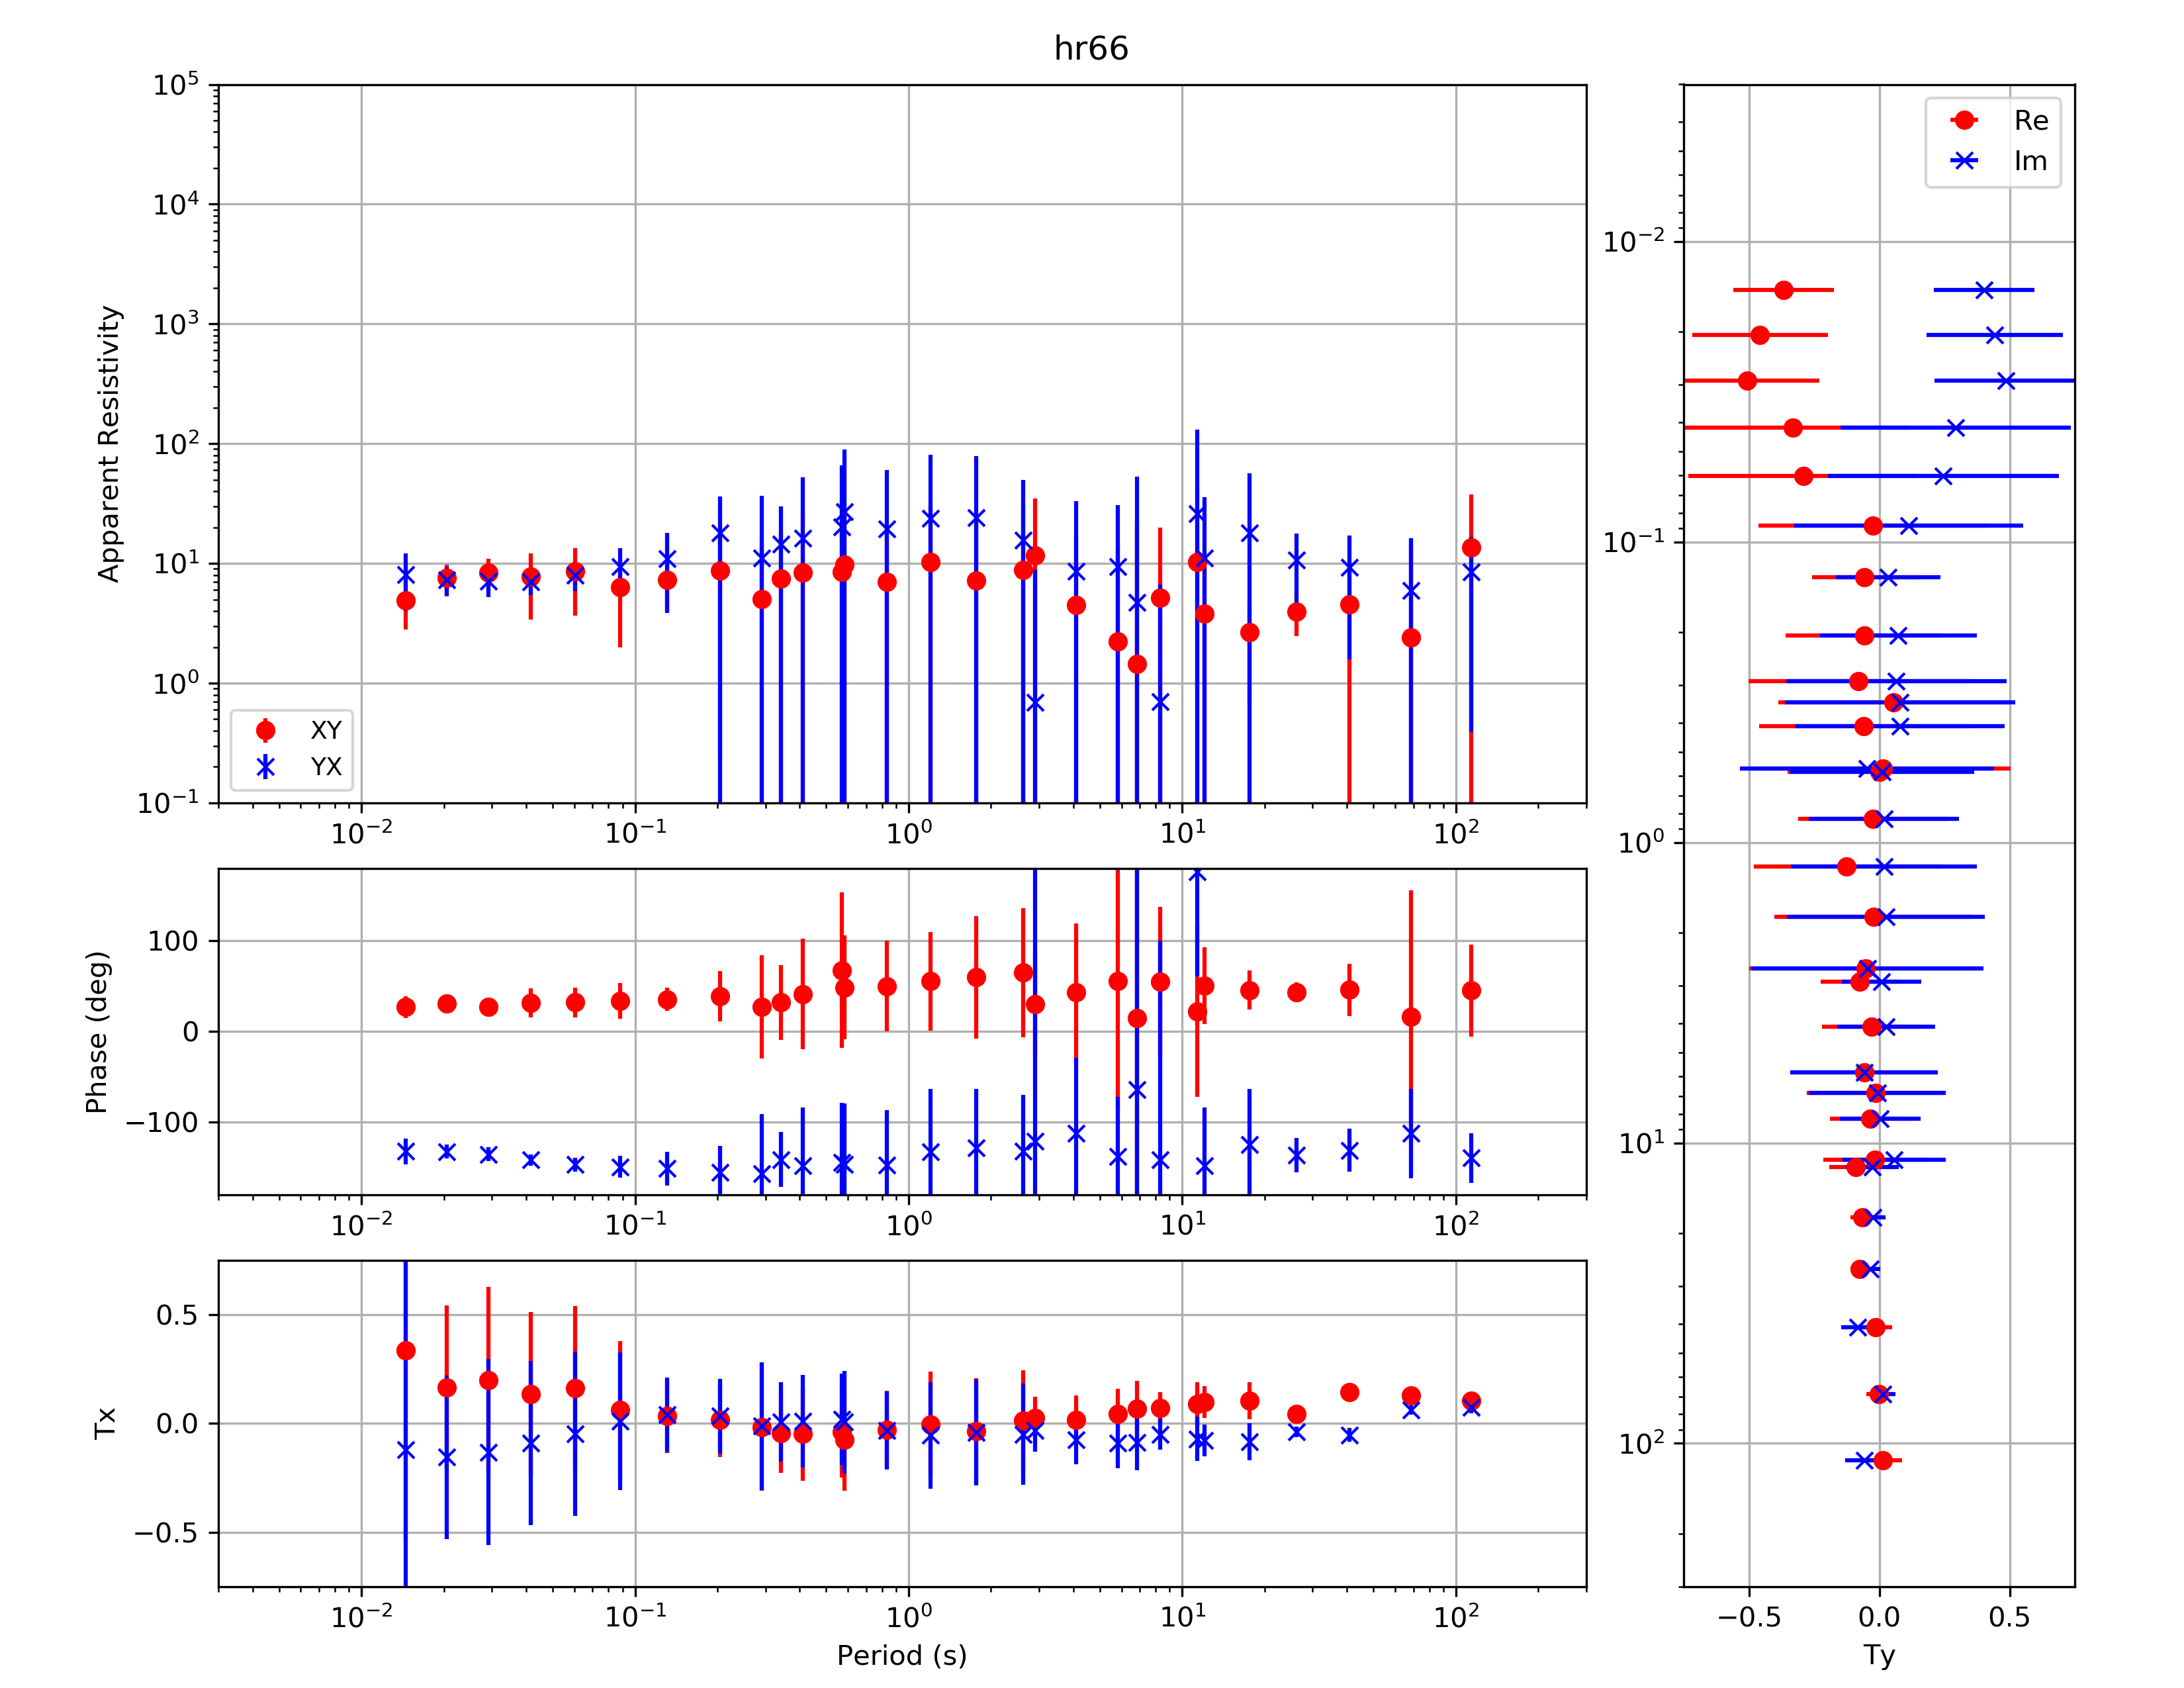 hr66
10^5
10^4
10^3
10^2
10^1
10^0
10^-1
Apparent Resistivity
XY
YX
10^-2 10^-1 10^0 10^1 10^2
100
0
−100
Phase (deg)
10^-2 10^-1 10^0 10^1 10^2
0.5
0.0
−0.5
Tx
10^-2 10^-1 10^0 10^1 10^2
Period (s)
Re
Im
10^-2
10^-1
10^0
10^1
10^2
−0.5 0.0 0.5
Ty